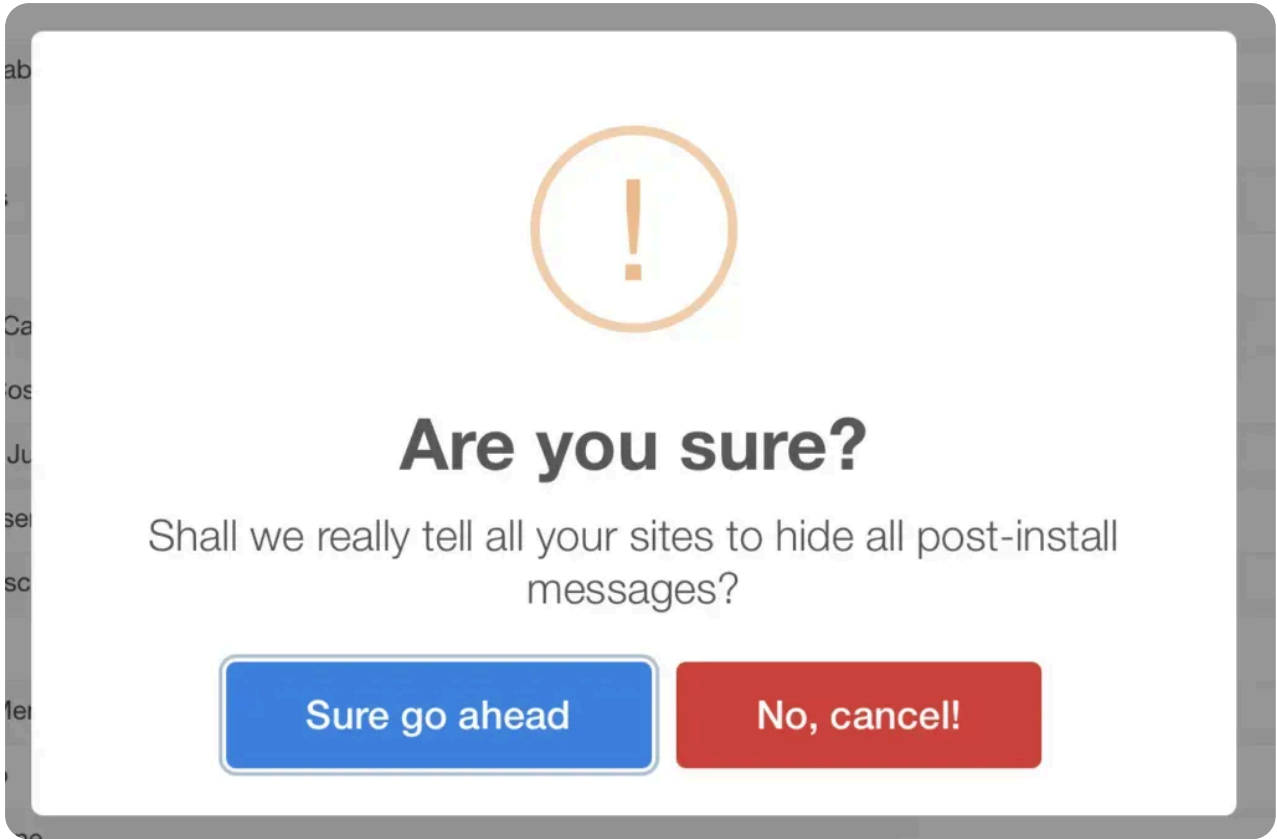 !
Are you sure?
Shall we really tell all your sites to hide all post-install
messages?
Sure go ahead
No, cancel!